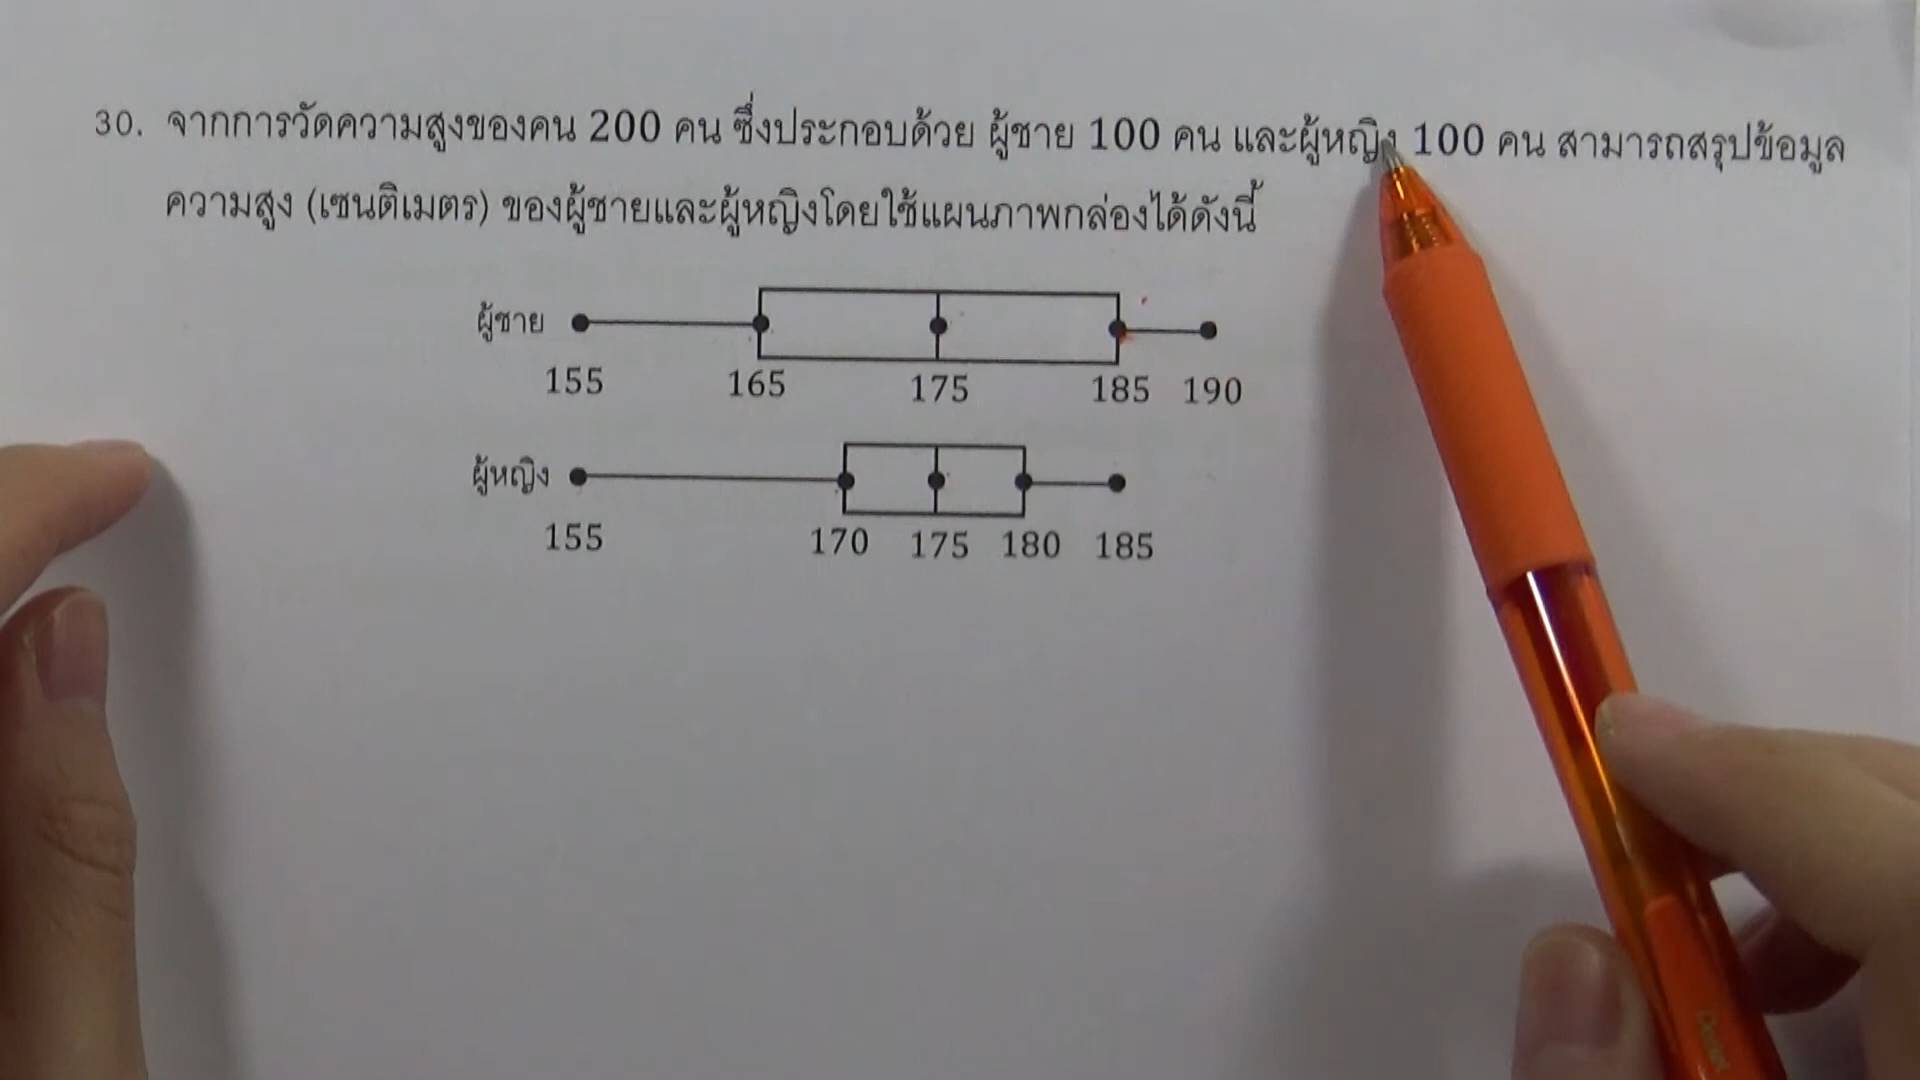 30. จากการวัดความสูงของคน 200 คน ซึ่งประกอบด้วย ผู้ชาย 100 คน และผู้หญิง 100 คน สามารถสรุปข้อมูล
ความสูง (เซนติเมตร) ของผู้ชายและผู้หญิงโดยใช้แผนภาพกล่องได้ดังนี้
ผู้ชาย
155 165 175 185 190
ผู้หญิง
155 170 175 180 185